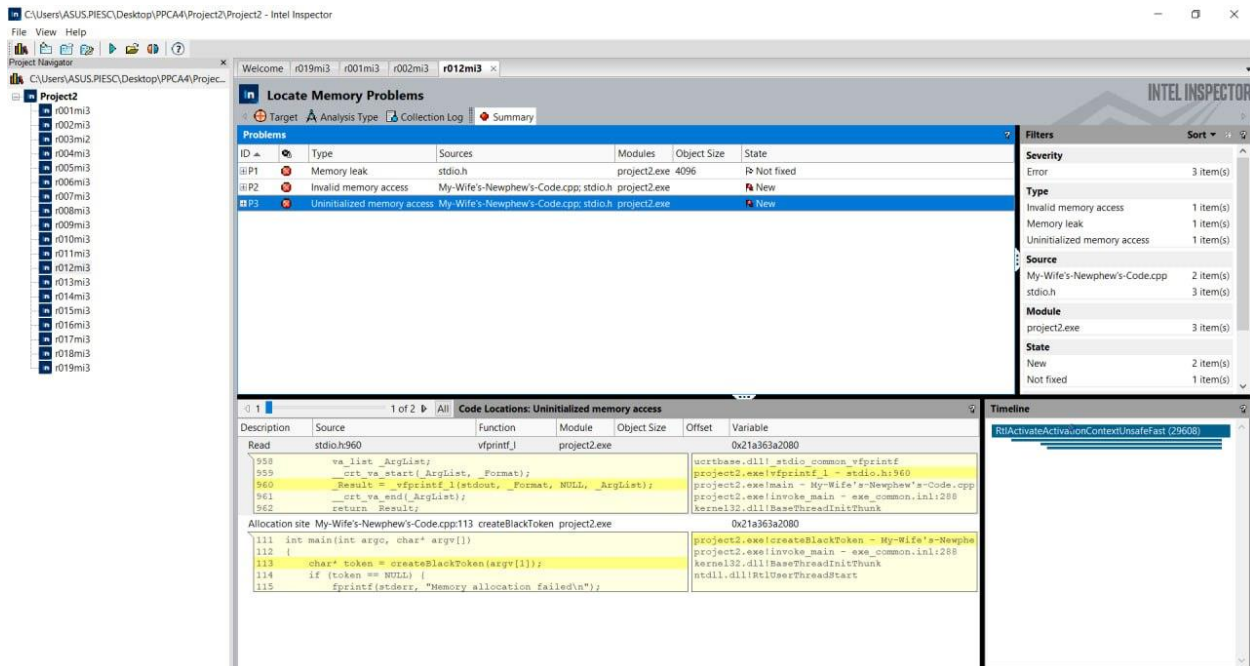 C:\Users\ASUS.PIESC\Desktop\PPCA4\Project2\Project2 - Intel Inspector
File View Help
Project Navigator
C:\Users\ASUS.PIESC\Desktop\PPCA4\Projec...
Project2
r001mi3
r002mi3
r003mi2
r004mi3
r005mi3
r006mi3
r007mi3
r008mi3
r009mi3
r010mi3
r011mi3
r012mi3
r013mi3
r014mi3
r015mi3
r016mi3
r017mi3
r018mi3
r019mi3
Welcome r019mi3 r001mi3 r002mi3 r012mi3
Locate Memory Problems
INTEL INSPECTOR
Target Analysis Type Collection Log Summary
Problems
ID Type Sources Modules Object Size State
P1 Memory leak stdio.h project2.exe 4096 Not fixed
P2 Invalid memory access My-Wife's-Newphew's-Code.cpp; stdio.h project2.exe New
P3 Uninitialized memory access My-Wife's-Newphew's-Code.cpp; stdio.h project2.exe New
Filters Sort
Severity
Error 3 item(s)
Type
Invalid memory access 1 item(s)
Memory leak 1 item(s)
Uninitialized memory access 1 item(s)
Source
My-Wife's-Newphew's-Code.cpp 2 item(s)
stdio.h 3 item(s)
Module
project2.exe 3 item(s)
State
New 2 item(s)
Not fixed 1 item(s)
1 1 of 2 All Code Locations: Uninitialized memory access
Description Source Function Module Object Size Offset Variable
Read stdio.h:960 vfprintf_l project2.exe 0x21a363a2080
958 va_list _ArgList;
959 __crt_va_start(_ArgList, _Format);
960 _Result = _vfprintf_l(stdout, _Format, NULL, _ArgList);
961 __crt_va_end(_ArgList);
962 return _Result;
ucrtbase.dll!_stdio_common_vfprintf
project2.exe!vfprintf_l - stdio.h:960
project2.exe!main - My-Wife's-Newphew's-Code.cpp
project2.exe!invoke_main - exe_common.inl:288
kernel32.dll!BaseThreadInitThunk
Allocation site My-Wife's-Newphew's-Code.cpp:113 createBlackToken project2.exe 0x21a363a2080
111 int main(int argc, char* argv[])
112 {
113 char* token = createBlackToken(argv[1]);
114 if (token == NULL) {
115 fprintf(stderr, "Memory allocation failed\n");
project2.exe!createBlackToken - My-Wife's-Newphe
project2.exe!invoke_main - exe_common.inl:288
kernel32.dll!BaseThreadInitThunk
ntdll.dll!RtlUserThreadStart
Timeline
RtlActivateActivationContextUnsafeFast (29608)